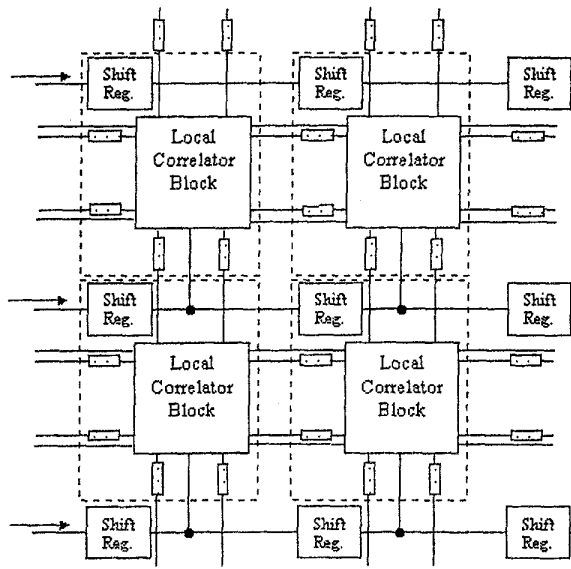 Shift
Reg.
Shift
Reg.
Shift
Reg.
Local
Correlator
Block
Local
Correlator
Block
Shift
Reg.
Shift
Reg.
Shift
Reg.
Local
Correlator
Block
Local
Correlator
Block
Shift
Reg.
Shift
Reg.
Shift
Reg.